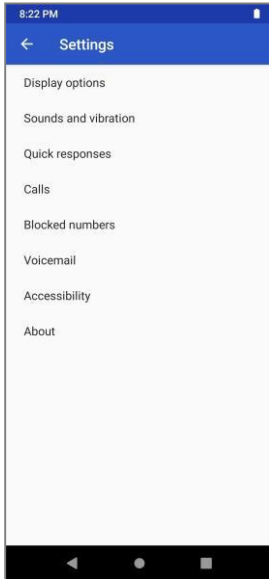 8:22 PM
Settings
Display options
Sounds and vibration
Quick responses
Calls
Blocked numbers
Voicemail
Accessibility
About